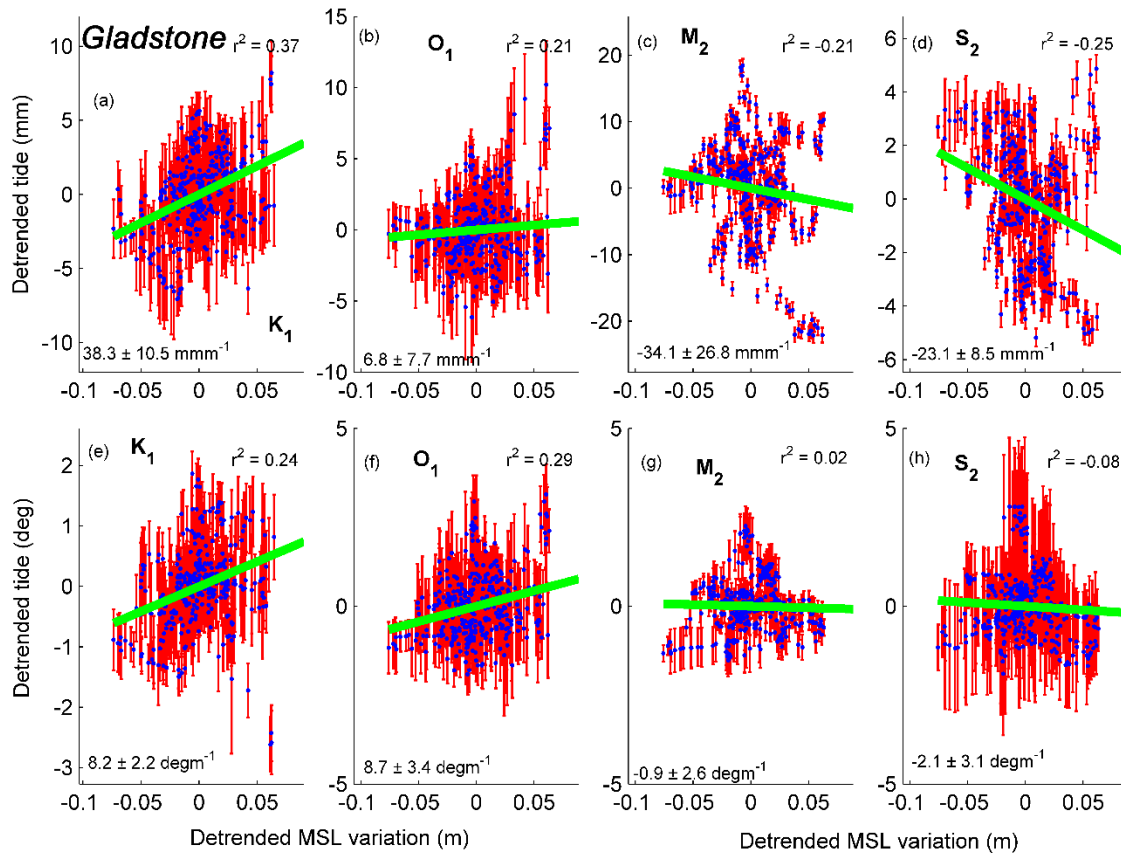 Gladstone
(a)
r² = 0.37
K₁
38.3 ± 10.5 mmm⁻¹
10
5
0
-5
-10
-0.1 -0.05 0 0.05
Detrended tide (mm)
(b)
O₁
r² = 0.21
6.8 ± 7.7 mmm⁻¹
15
10
5
0
-5
-10
-0.1 -0.05 0 0.05
(c)
M₂
r² = -0.21
-34.1 ± 26.8 mmm⁻¹
20
10
0
-10
-20
-0.1 -0.05 0 0.05
(d)
S₂
r² = -0.25
-23.1 ± 8.5 mmm⁻¹
6
4
2
0
-2
-4
-6
-0.1 -0.05 0 0.05
(e)
K₁
r² = 0.24
8.2 ± 2.2 degm⁻¹
2
1
0
-1
-2
-3
-0.1 -0.05 0 0.05
Detrended tide (deg)
(f)
O₁
r² = 0.29
8.7 ± 3.4 degm⁻¹
5
0
-5
-0.1 -0.05 0 0.05
(g)
M₂
r² = 0.02
-0.9 ± 2.6 degm⁻¹
5
0
-5
-0.1 -0.05 0 0.05
(h)
S₂
r² = -0.08
-2.1 ± 3.1 degm⁻¹
5
0
-5
-0.1 -0.05 0 0.05
Detrended MSL variation (m)
Detrended MSL variation (m)